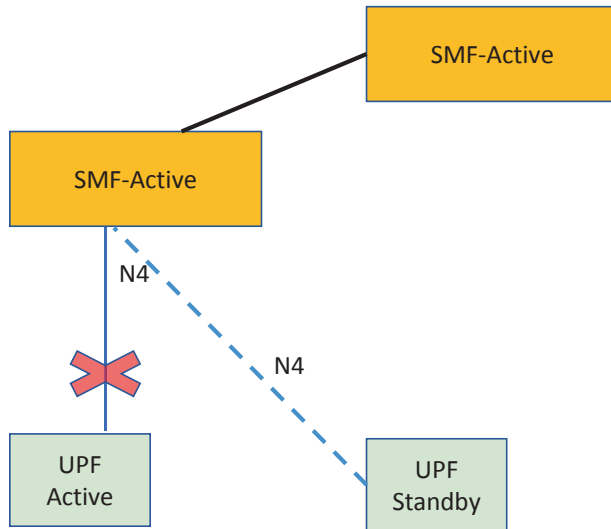 SMF-Active
SMF-Active
N4
N4
UPF
Active
UPF
Standby